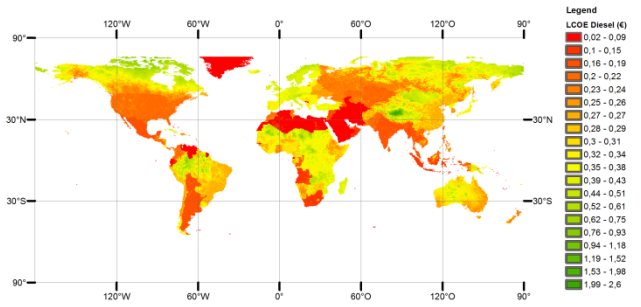 Legend
LCOE Diesel (€)
0,02 - 0,09
0,1 - 0,15
0,16 - 0,19
0,2 - 0,22
0,23 - 0,24
0,25 - 0,26
0,27 - 0,27
0,28 - 0,29
0,3 - 0,31
0,32 - 0,34
0,35 - 0,38
0,39 - 0,43
0,44 - 0,51
0,52 - 0,61
0,62 - 0,75
0,76 - 0,93
0,94 - 1,18
1,19 - 1,52
1,53 - 1,98
1,99 - 2,6
120°W 60°W 0° 60°O 120°O 90°
90° 90°
30°N 30°N
30°S 30°S
90° 90°
120°W 60°W 0° 60°O 120°O 90°